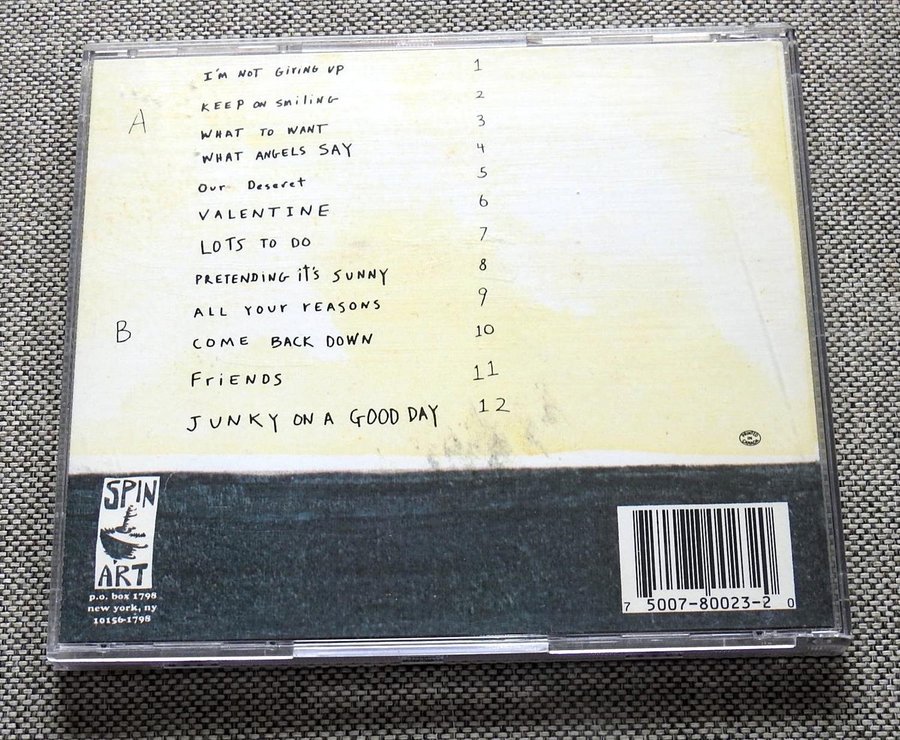 I'm NOT GIVING UP 1
KEEP ON SMiLiNG 2
A
WHAT TO WANT 3
WHAT ANGELS SAY 4
Our Deseret 5
VALENTINE 6
LOTS TO DO 7
PRETENDING iT'S SUNNY 8
ALL YOUr rEASONS 9
B
COME BACK DOWN 10
FriENDS 11
JUNKY ON A GOOD DAY 12
PRINTED IN CANADA
SPIN
ART
p.o. box 1798
new york, ny
10156-1798
7 5007-80023-2 0